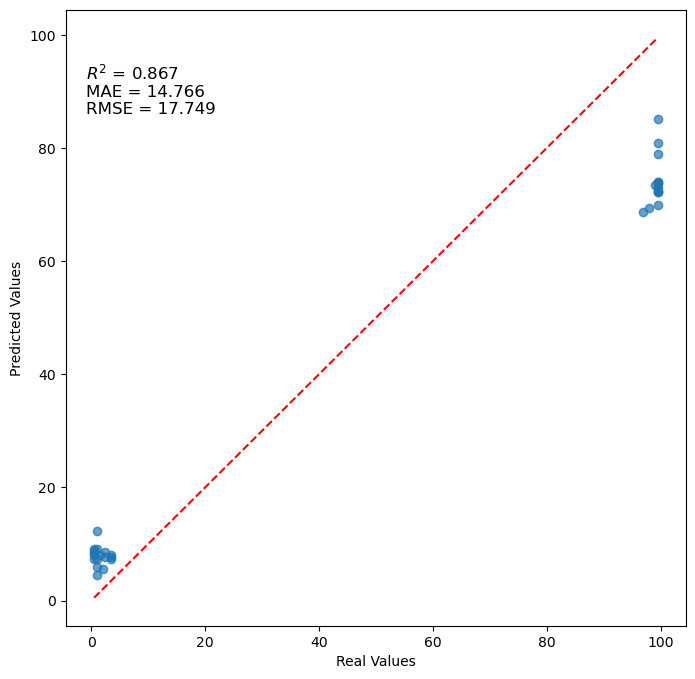 100
80
60
40
20
0
Predicted Values
R² = 0.867
MAE = 14.766
RMSE = 17.749
0 20 40 60 80 100
Real Values